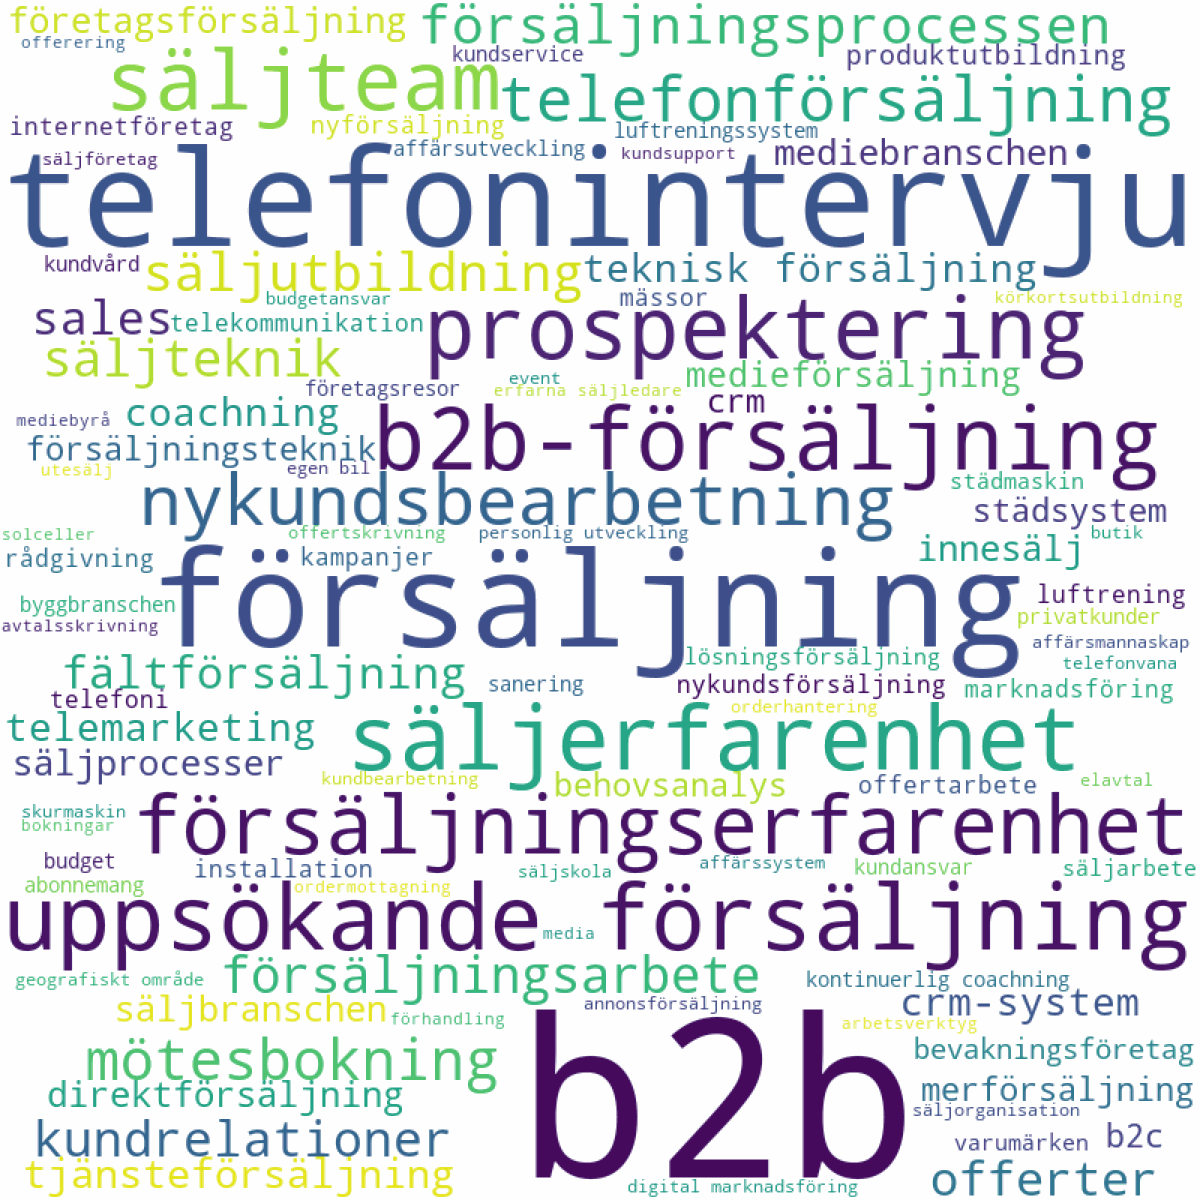 företagsförsäljning
försäljningsprocessen
offerering
kundservice
produktutbildning
säljteam
telefonförsäljning
internetföretag
nyförsäljning
luftreningssystem
säljföretag
affärsutveckling
kundsupport
mediebranschen
telefonintervju
kundvård
säljutbildning
teknisk försäljning
budgetansvar
mässor
körkortsutbildning
sales
telekommunikation
prospektering
säljteknik
företagsresor
event
erfarna säljledare
medieförsäljning
crm
mediebyrå
coachning
b2b-försäljning
försäljningsteknik
utesälj
egen bil
nykundsbearbetning
städmaskin
städsystem
solceller
offertskrivning
personlig utveckling
butik
rådgivning
kampanjer
innesälj
försäljning
luftrening
byggbranschen
privatkunder
avtalsskrivning
affärsmannaskap
fältförsäljning
lösningsförsäljning
telefonvana
telefoni
sanering
nykundsförsäljning
marknadsföring
telemarketing
säljerfarenhet
orderhantering
säljprocesser
kundbearbetning
behovsanalys
offertarbete
elavtal
skurmaskin
bokningar
försäljningserfarenhet
budget
installation
säljskola
affärssystem
kundansvar
säljarbete
abonnemang
ordermottagning
uppsökande försäljning
media
geografiskt område
försäljningsarbete
kontinuerlig coachning
säljbranschen
förhandling
annonsförsäljning
crm-system
arbetsverktyg
mötesbokning
b2b
bevakningsföretag
direktförsäljning
merförsäljning
säljorganisation
kundrelationer
varumärken
b2c
tjänsteförsäljning
digital marknadsföring
offerter